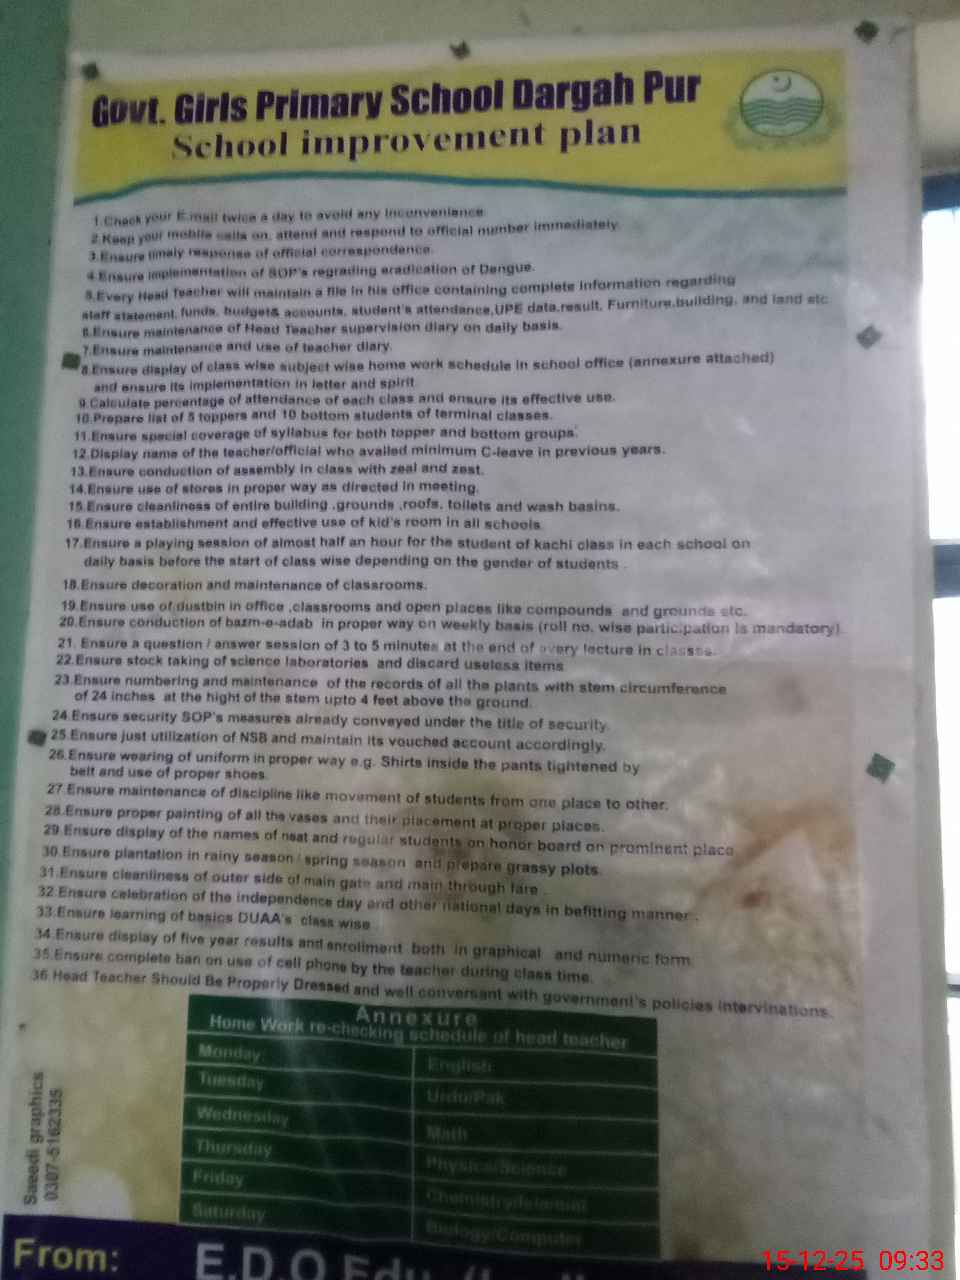 Govt. Girls Primary School Dargah Pur
School improvement plan
1.Check your E.mail twice a day to avoid any inconvenience.
2.Keep your mobile calls on, attend and respond to official number immediately.
3.Ensure timely response of official correspondence.
4.Ensure implementation of SOP's regrading eradication of Dengue.
5.Every Head Teacher will maintain a file in his office containing complete information regarding
staff statement, funds, budget& accounts, student's attendance,UPE data,result, Furniture,building, and land etc
6.Ensure maintenance of Head Teacher supervision diary on daily basis.
7.Ensure maintenance and use of teacher diary.
8.Ensure display of class wise subject wise home work schedule in school office (annexure attached)
and ensure its implementation in letter and spirit.
9.Calculate percentage of attendance of each class and ensure its effective use.
10.Prepare list of 5 toppers and 10 bottom students of terminal classes.
11.Ensure special coverage of syllabus for both topper and bottom groups.
12.Display name of the teacher/official who availed minimum C-leave in previous years.
13.Ensure conduction of assembly in class with zeal and zest.
14.Ensure use of stores in proper way as directed in meeting.
15.Ensure cleanliness of entire building ,grounds ,roofs, toilets and wash basins.
16.Ensure establishment and effective use of kid's room in all schools
17.Ensure a playing session of almost half an hour for the student of kachi class in each school on
daily basis before the start of class wise depending on the gender of students .
18.Ensure decoration and maintenance of classrooms.
19.Ensure use of dustbin in office ,classrooms and open places like compounds and grounds etc.
20.Ensure conduction of bazm-e-adab in proper way on weekly basis (roll no. wise participation is mandatory).
21. Ensure a question / answer session of 3 to 5 minutes at the end of every lecture in classes.
22.Ensure stock taking of science laboratories and discard useless items
23.Ensure numbering and maintenance of the records of all the plants with stem circumference
of 24 inches at the hight of the stem upto 4 feet above the ground.
24.Ensure security SOP's measures already conveyed under the title of security.
25.Ensure just utilization of NSB and maintain its vouched account accordingly.
26.Ensure wearing of uniform in proper way e.g. Shirts inside the pants tightened by
belt and use of proper shoes.
27.Ensure maintenance of discipline like movement of students from one place to other.
28.Ensure proper painting of all the vases and their placement at proper places.
29.Ensure display of the names of neat and regular students on honor board on prominent place
30.Ensure plantation in rainy season / spring season and prepare grassy plots.
31.Ensure cleanliness of outer side of main gate and main through fare .
32.Ensure celebration of the independence day and other national days in befitting manner .
33.Ensure learning of basics DUAA's class wise .
34.Ensure display of five year results and enrollment both in graphical and numeric form.
35.Ensure complete ban on use of cell phone by the teacher during class time.
36.Head Teacher Should Be Properly Dressed and well conversant with government's policies intervinations.
Annexure
Home Work re-checking schedule of head teacher
Monday English
Tuesday Urdu/Pak
Wednesday Math
Thursday Physics/Science
Friday Chemistry/Islamiat
Saturday Biology/Computer
Saeedi graphics
0307-5162335
From: E.D.O Edu
15-12-25 09:33